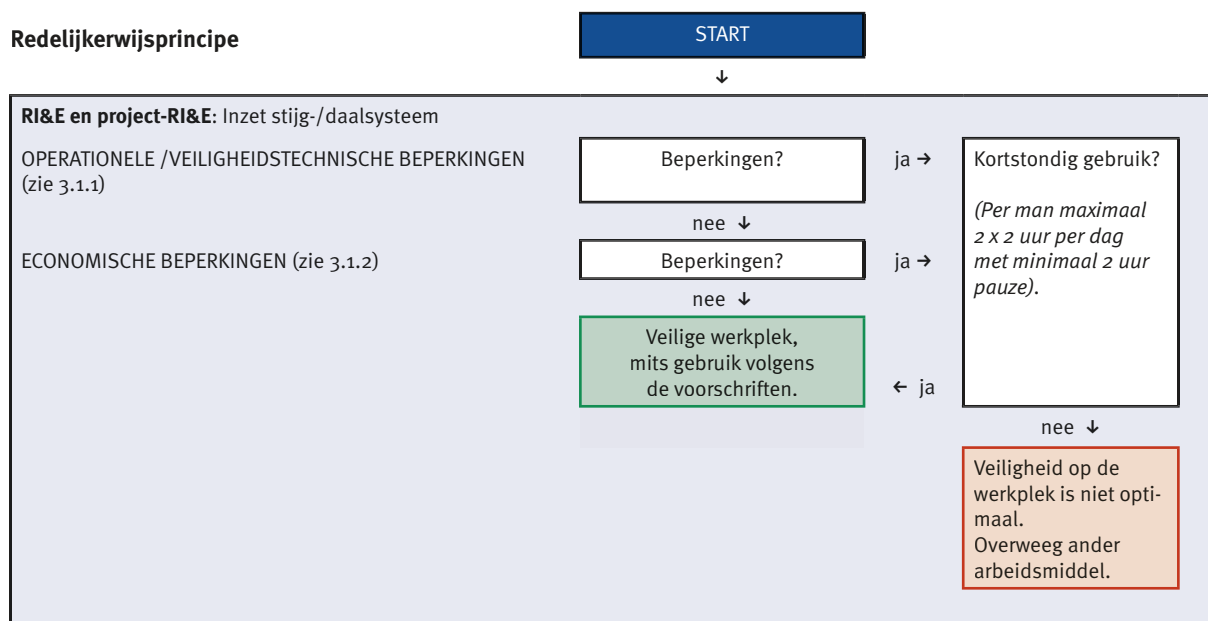 Redelijkerwijsprincipe
START
↓
RI&E en project-RI&E: Inzet stijg-/daalsysteem
OPERATIONELE /VEILIGHEIDSTECHNISCHE BEPERKINGEN
(zie 3.1.1)
Beperkingen?
ja →
Kortstondig gebruik?
(Per man maximaal
2 x 2 uur per dag
met minimaal 2 uur
pauze).
nee ↓
ECONOMISCHE BEPERKINGEN (zie 3.1.2)
Beperkingen?
ja →
nee ↓
Veilige werkplek,
mits gebruik volgens
de voorschriften.
← ja
nee ↓
Veiligheid op de
werkplek is niet opti-
maal.
Overweeg ander
arbeidsmiddel.